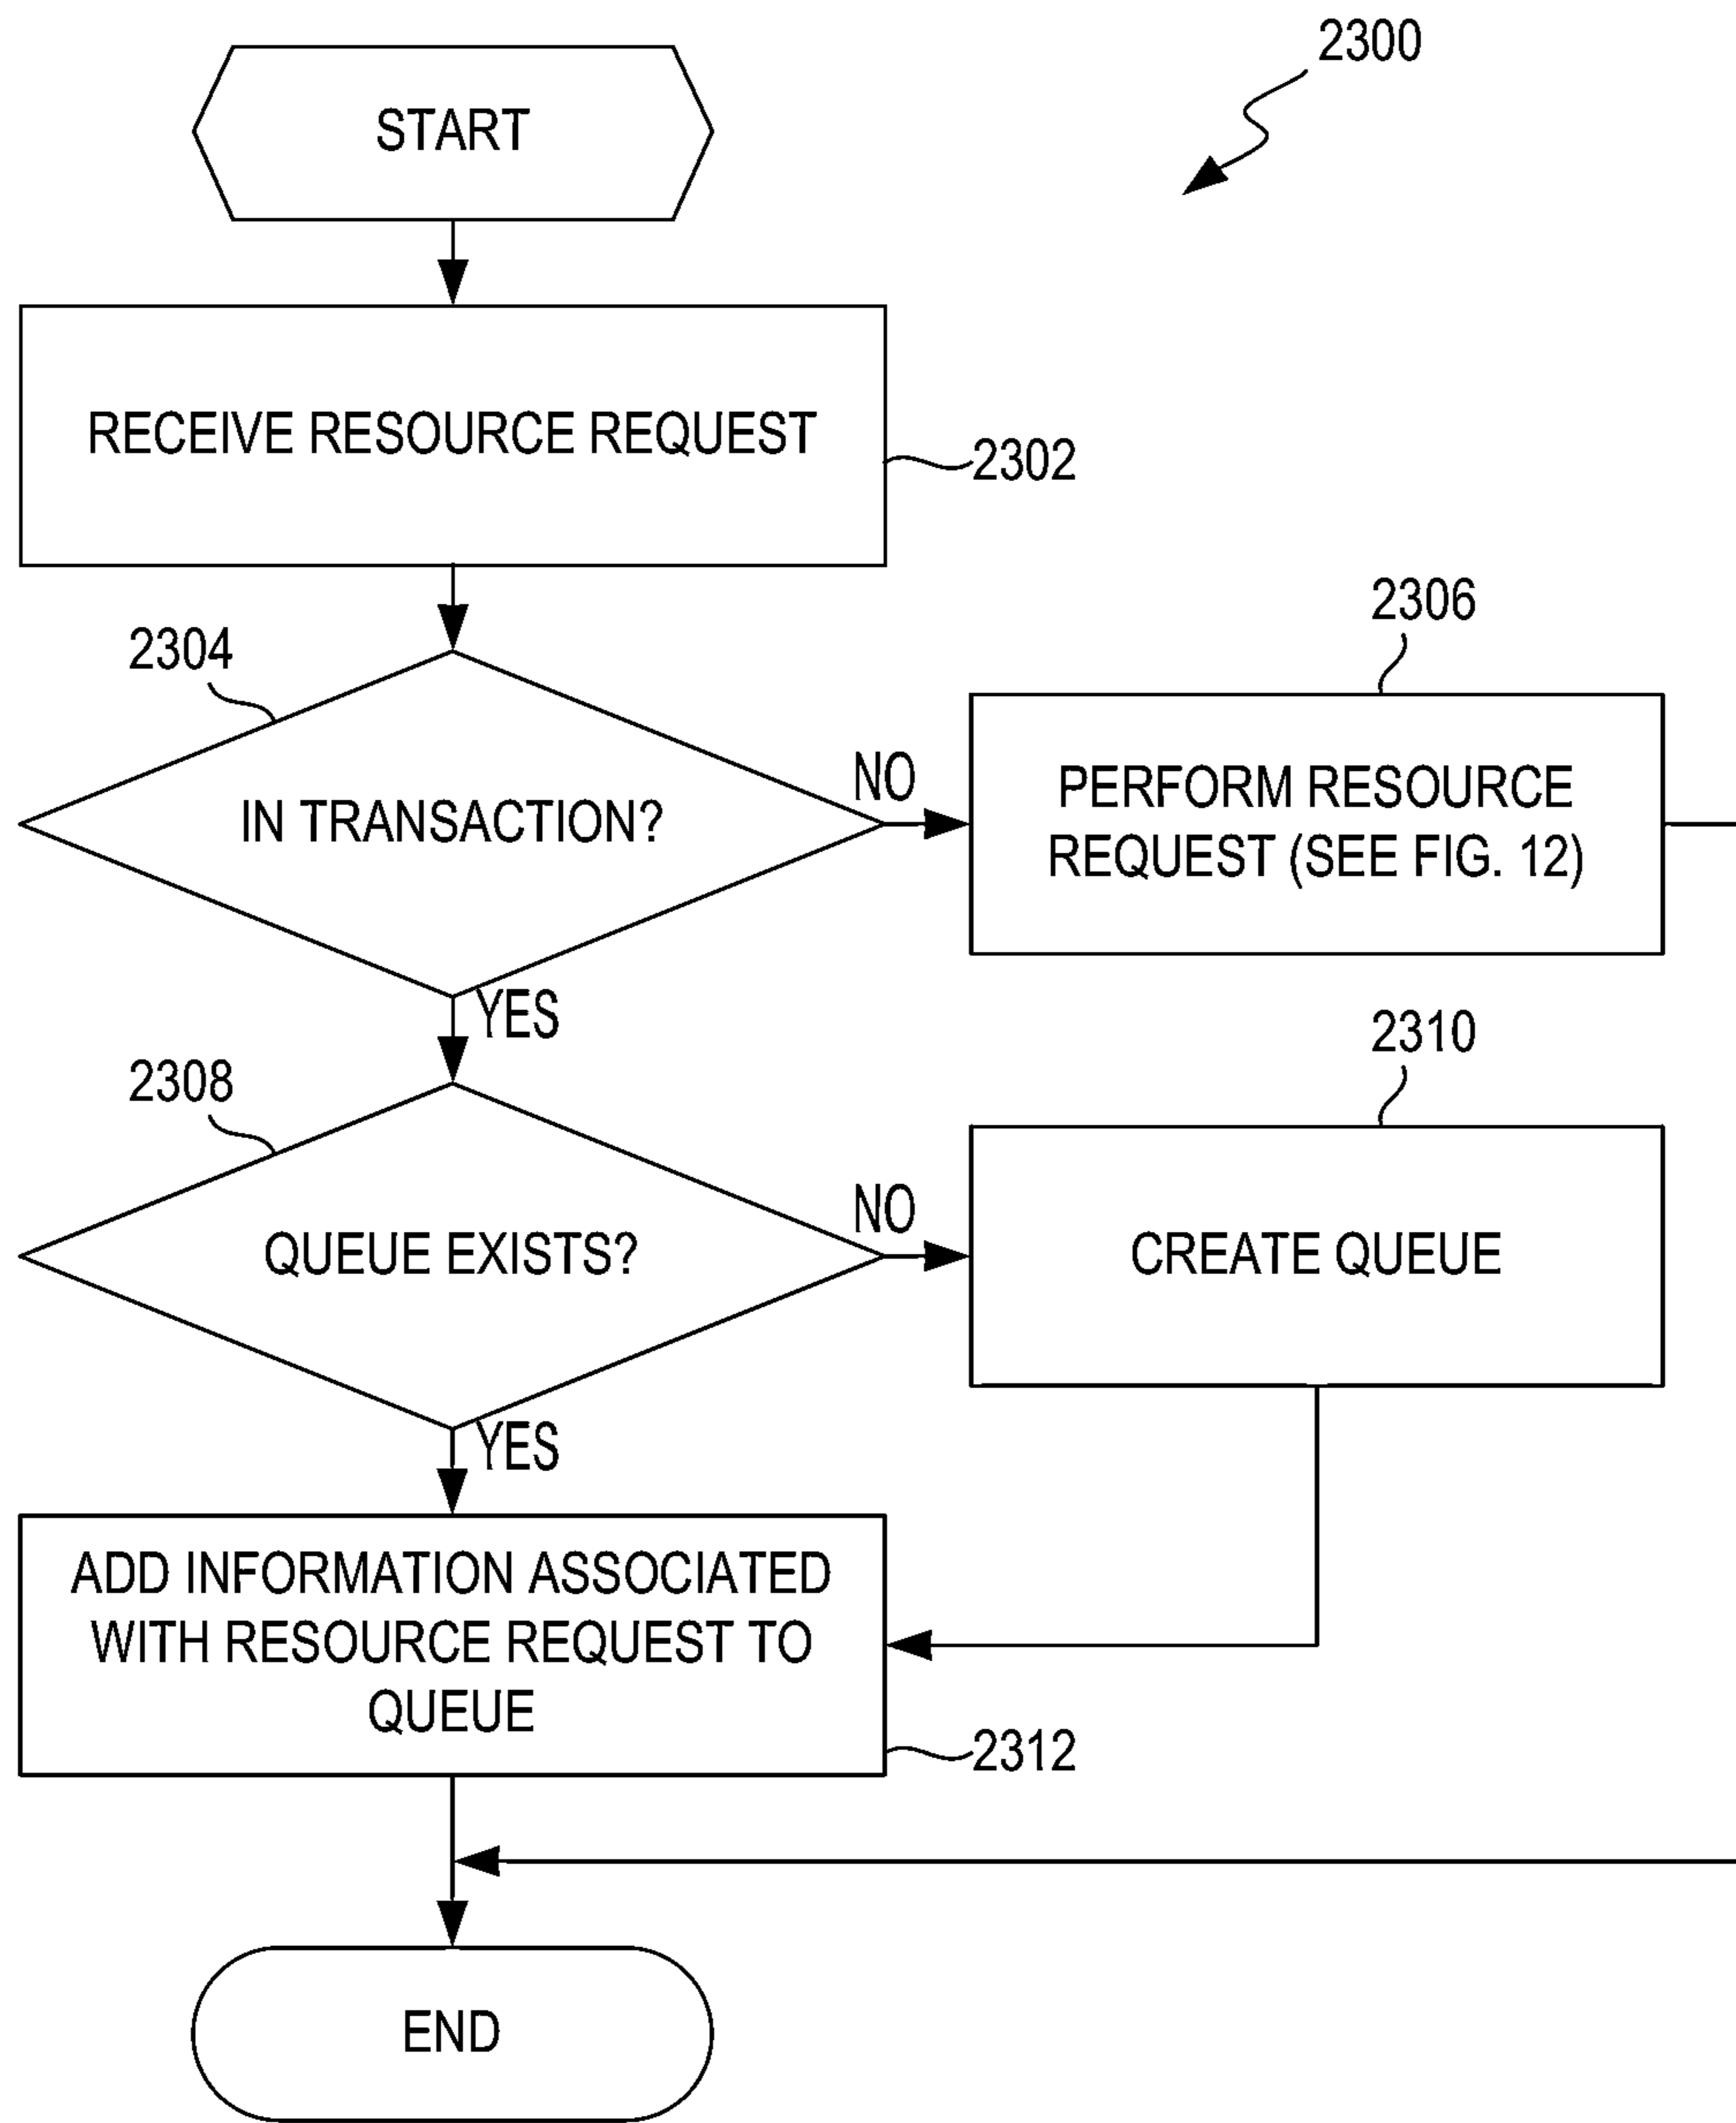 2300
START
RECEIVE RESOURCE REQUEST
2302
2304
IN TRANSACTION?
NO
2306
PERFORM RESOURCE
REQUEST (SEE FIG. 12)
YES
2308
QUEUE EXISTS?
NO
2310
CREATE QUEUE
YES
ADD INFORMATION ASSOCIATED
WITH RESOURCE REQUEST TO
QUEUE
2312
END